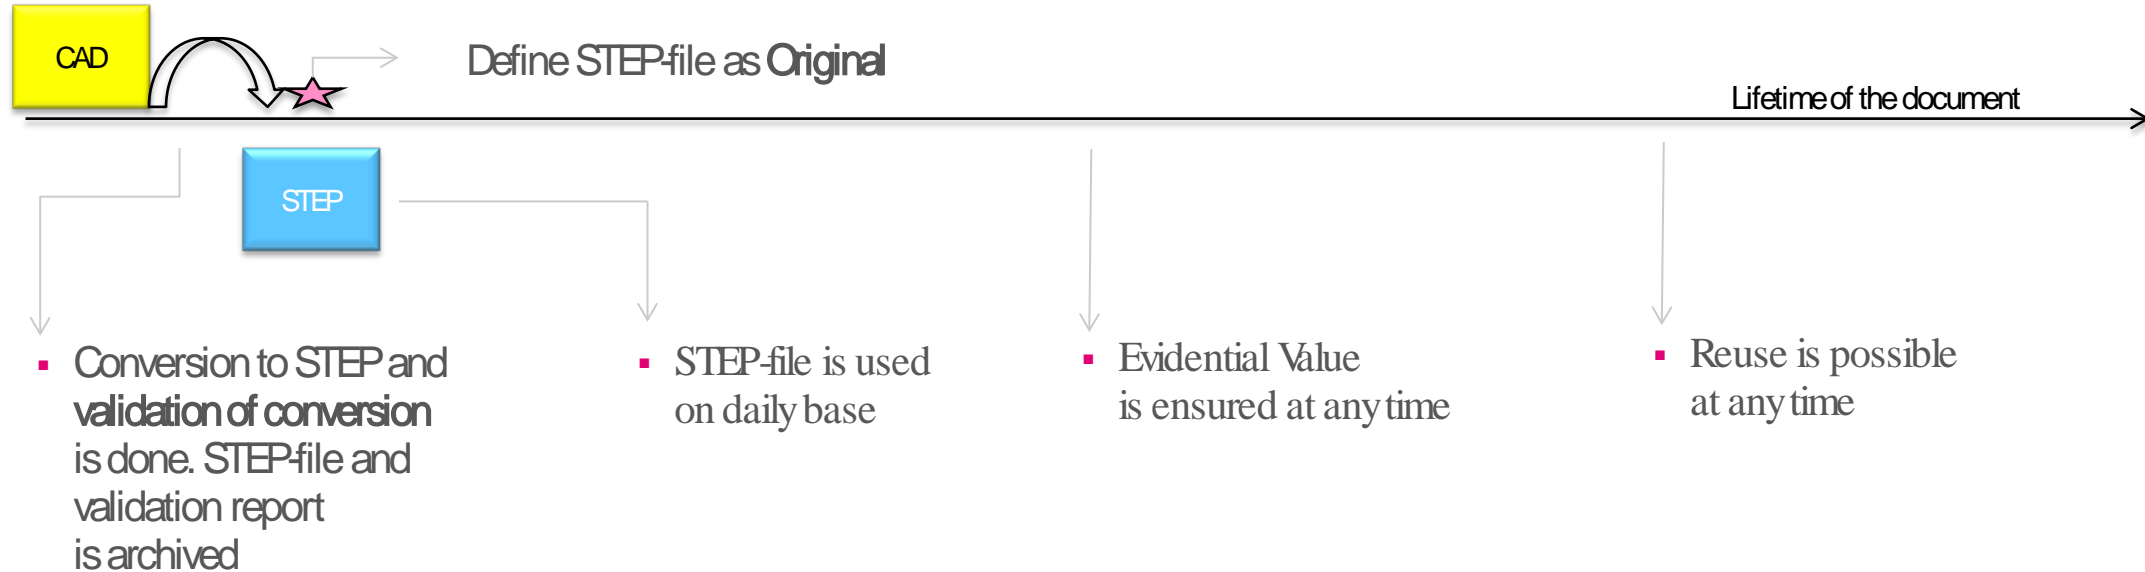 CAD
Define STEP-file as Original
Lifetime of the document
STEP
▪ Conversion to STEP and
validation of conversion
is done. STEP-file and
validation report
is archived
▪ STEP-file is used
on daily base
▪ Evidential Value
is ensured at any time
▪ Reuse is possible
at any time